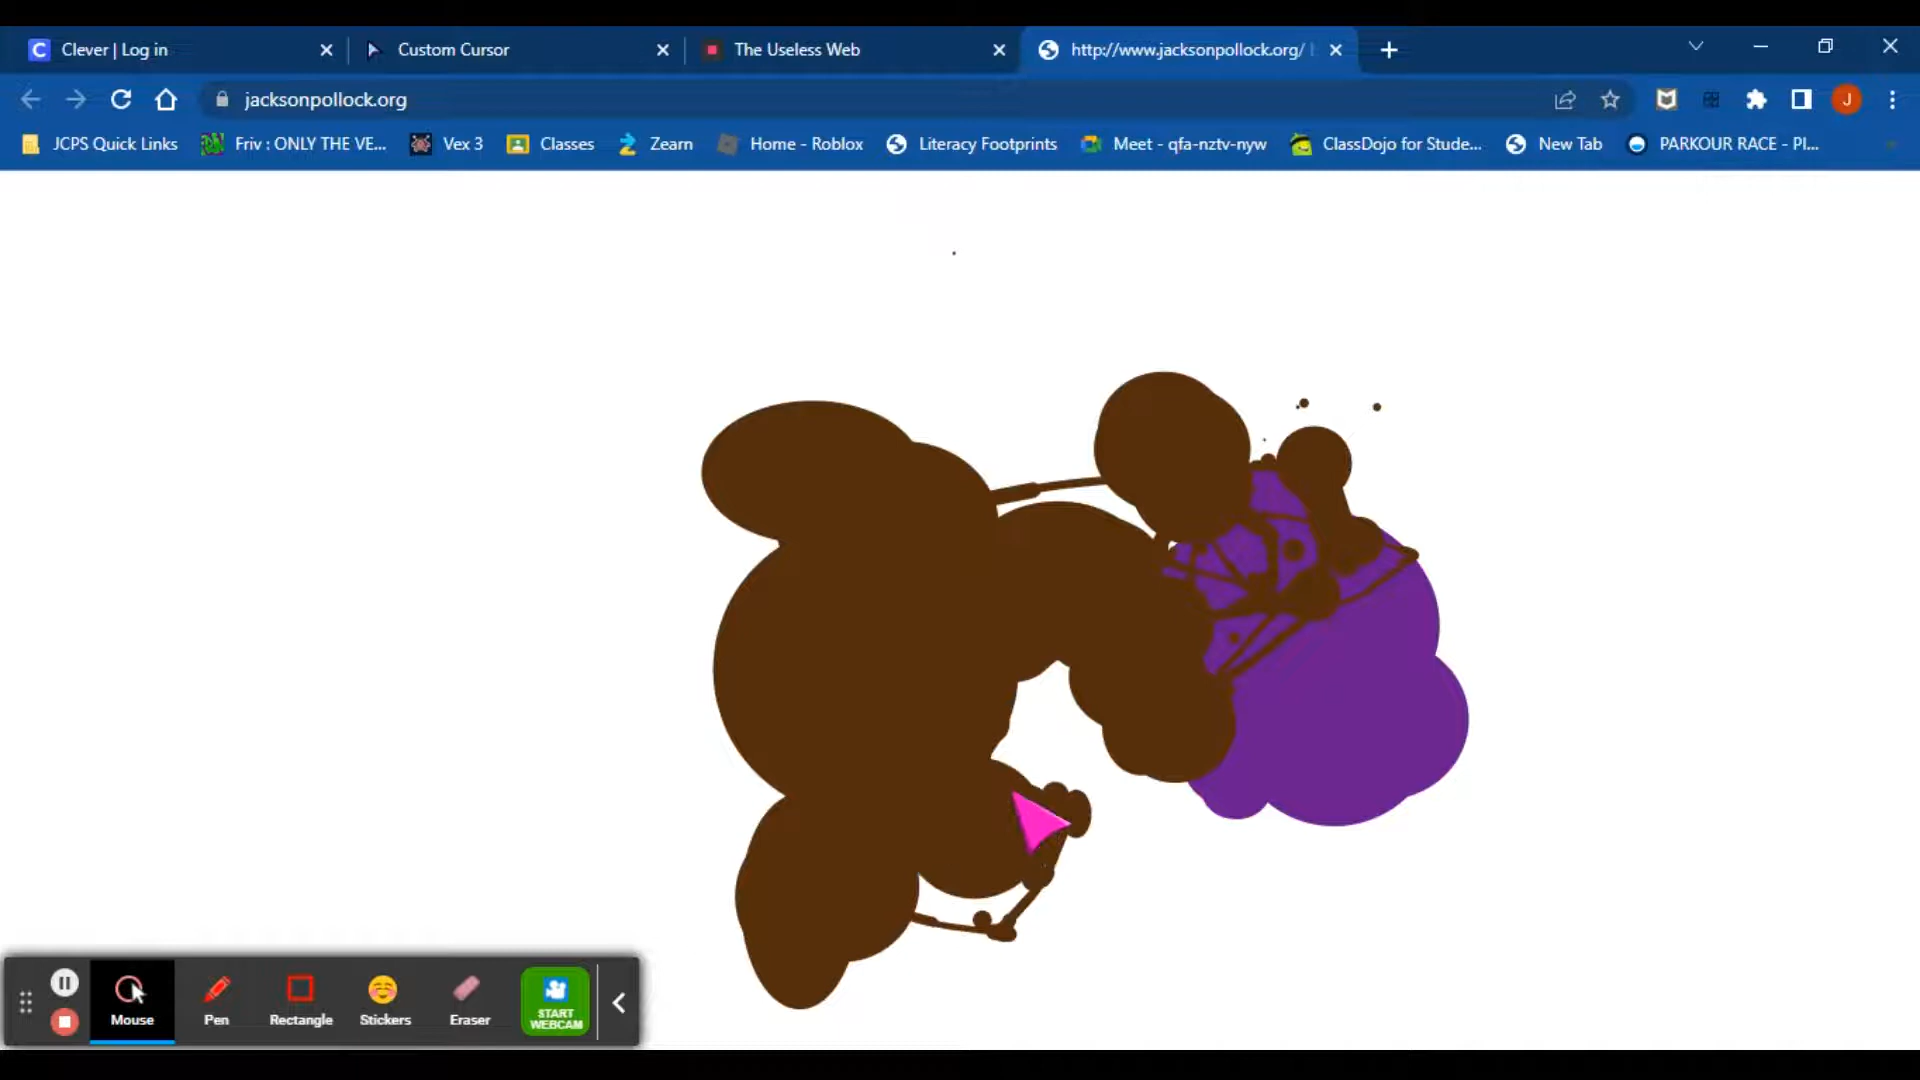 C Clever | Log in
Custom Cursor
The Useless Web
http://www.jacksonpollock.org/
jacksonpollock.org
J
JCPS Quick Links
Friv : ONLY THE VE...
Vex 3
Classes
Zearn
Home - Roblox
Literacy Footprints
Meet - qfa-nztv-nyw
ClassDojo for Stude...
New Tab
PARKOUR RACE - Pl...
Mouse
Pen
Rectangle
Stickers
Eraser
START
WEBCAM